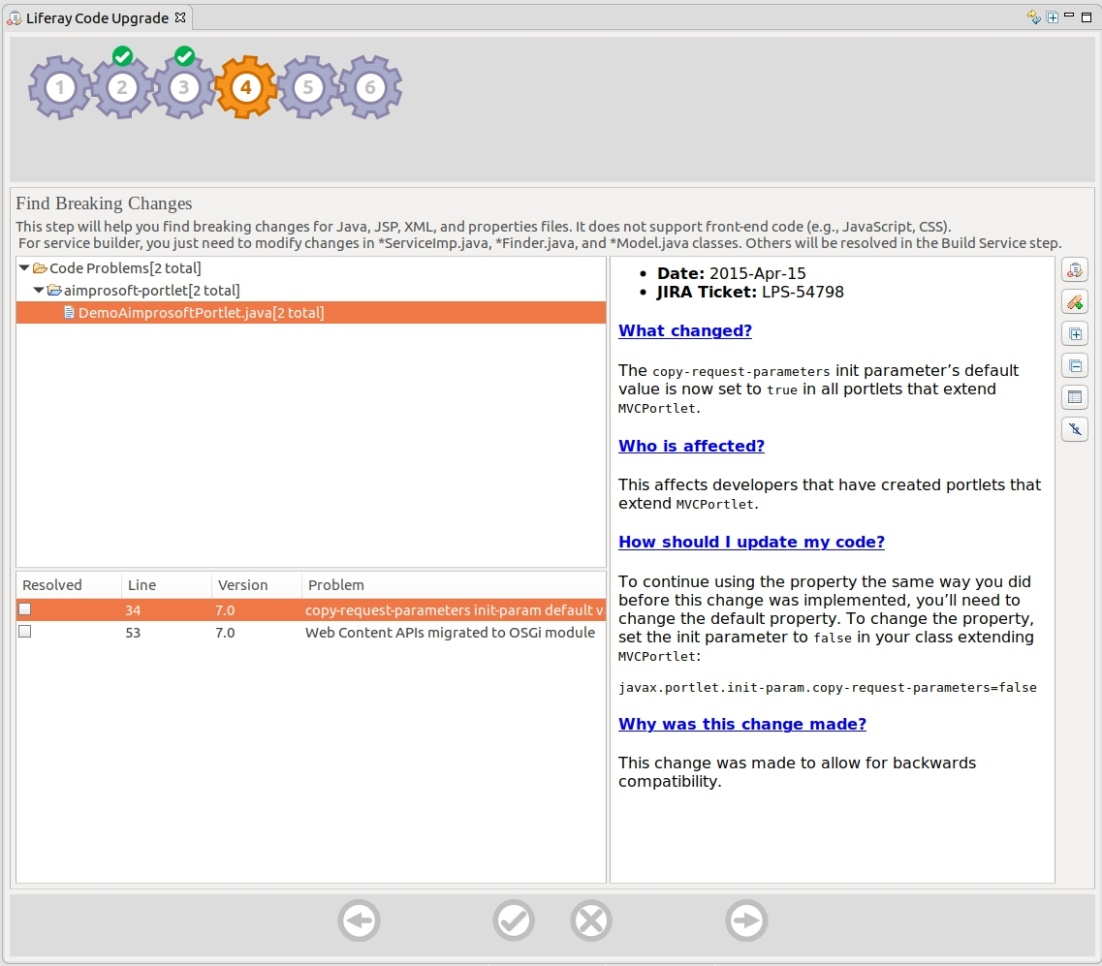 Liferay Code Upgrade
1 2 3 4 5 6
Find Breaking Changes
This step will help you find breaking changes for Java, JSP, XML, and properties files. It does not support front-end code (e.g., JavaScript, CSS).
For service builder, you just need to modify changes in *ServiceImp.java, *Finder.java, and *Model.java classes. Others will be resolved in the Build Service step.
Code Problems[2 total]
aimprosoft-portlet[2 total]
DemoAimprosoftPortlet.java[2 total]
Resolved Line Version Problem
34 7.0 copy-request-parameters init-param default v
53 7.0 Web Content APIs migrated to OSGi module
• Date: 2015-Apr-15
• JIRA Ticket: LPS-54798
What changed?
The copy-request-parameters init parameter’s default
value is now set to true in all portlets that extend
MVCPortlet.
Who is affected?
This affects developers that have created portlets that
extend MVCPortlet.
How should I update my code?
To continue using the property the same way you did
before this change was implemented, you’ll need to
change the default property. To change the property,
set the init parameter to false in your class extending
MVCPortlet:
javax.portlet.init-param.copy-request-parameters=false
Why was this change made?
This change was made to allow for backwards
compatibility.